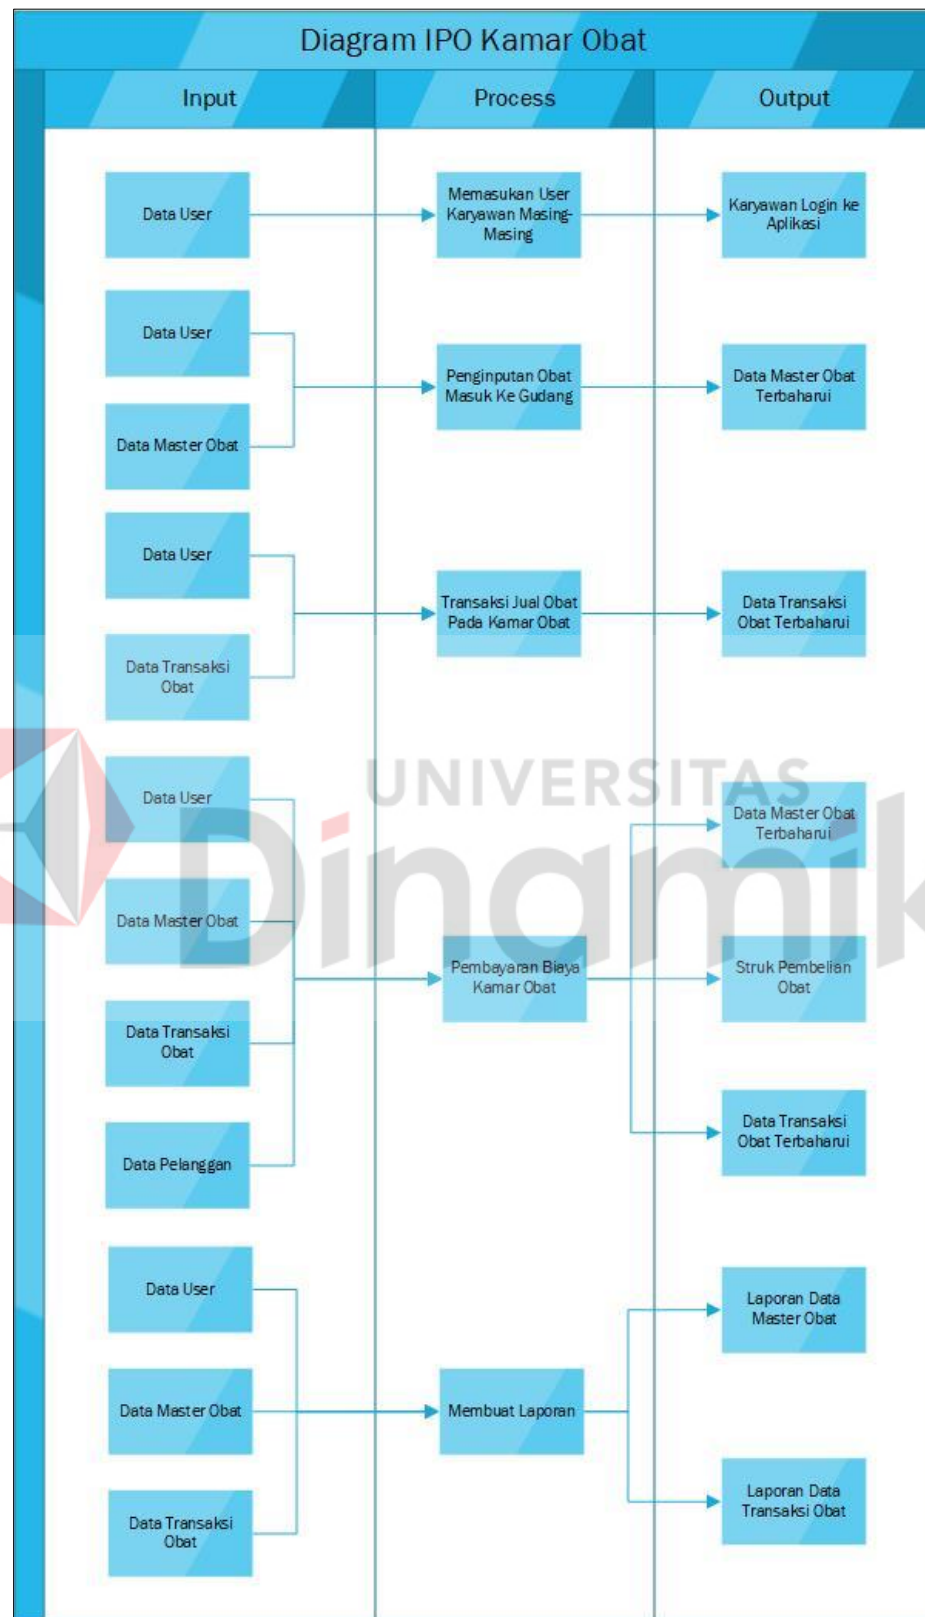 Diagram IPO Kamar Obat
Input
Process
Output
Data User
Memasukan User
Karyawan Masing-
Masing
Karyawan Login ke
Aplikasi
Data User
Data Master Obat
Penginputan Obat
Masuk Ke Gudang
Data Master Obat
Terbaharui
Data User
Data Transaksi
Obat
Transaksi Jual Obat
Pada Kamar Obat
Data Transaksi
Obat Terbaharui
UNIVERSITAS
Dinamik
Data User
Data Master Obat
Data Transaksi
Obat
Data Pelanggan
Pembayaran Biaya
Kamar Obat
Data Master Obat
Terbaharui
Struk Pembelian
Obat
Data Transaksi
Obat Terbaharui
Data User
Data Master Obat
Data Transaksi
Obat
Membuat Laporan
Laporan Data
Master Obat
Laporan Data
Transaksi Obat